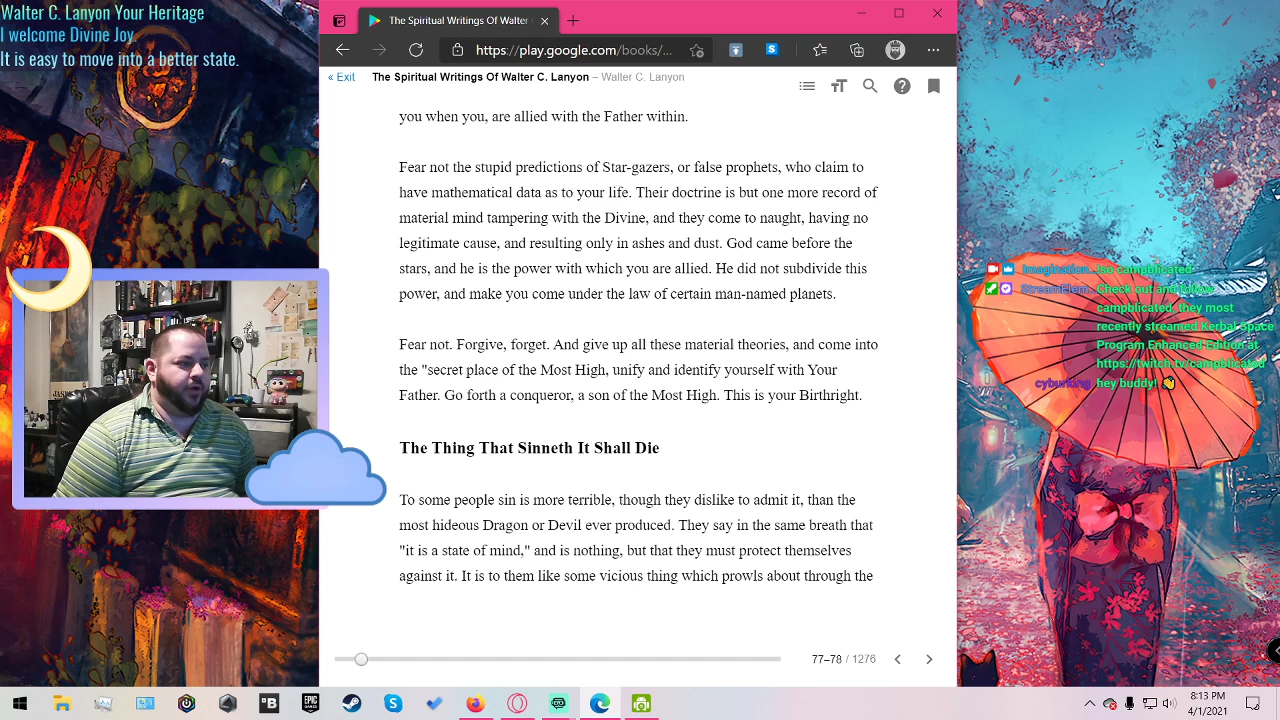 Walter C. Lanyon Your Heritage
I welcome Divine Joy
It is easy to move into a better state.
The Spiritual Writings Of Walter
https://play.google.com/books/...
« Exit
The Spiritual Writings Of Walter C. Lanyon – Walter C. Lanyon
you when you, are allied with the Father within.
Fear not the stupid predictions of Star-gazers, or false prophets, who claim to
have mathematical data as to your life. Their doctrine is but one more record of
material mind tampering with the Divine, and they come to naught, having no
legitimate cause, and resulting only in ashes and dust. God came before the
stars, and he is the power with which you are allied. He did not subdivide this
power, and make you come under the law of certain man-named planets.
Fear not. Forgive, forget. And give up all these material theories, and come into
the "secret place of the Most High, unify and identify yourself with Your
Father. Go forth a conqueror, a son of the Most High. This is your Birthright.
The Thing That Sinneth It Shall Die
To some people sin is more terrible, though they dislike to admit it, than the
most hideous Dragon or Devil ever produced. They say in the same breath that
"it is a state of mind," and is nothing, but that they must protect themselves
against it. It is to them like some vicious thing which prowls about through the
77–78 / 1276
Imagination... !so campblicated
StreamElem... Check out and follow
campblicated, they most
recently streamed Kerbal Space
Program Enhanced Edition at
https://twitch.tv/campblicated
cyburking hey buddy!
8:13 PM
4/1/2021